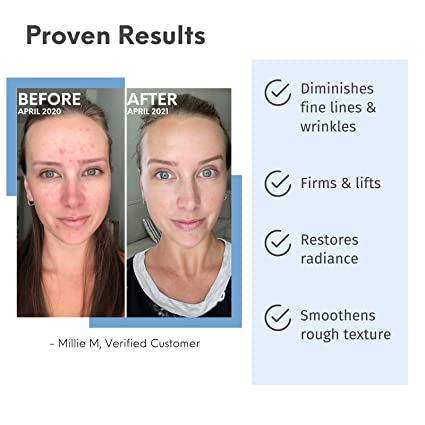 Proven Results
BEFORE
APRIL 2020
AFTER
APRIL 2021
– Millie M, Verified Customer
Diminishes
fine lines &
wrinkles
Firms & lifts
Restores
radiance
Smoothens
rough texture